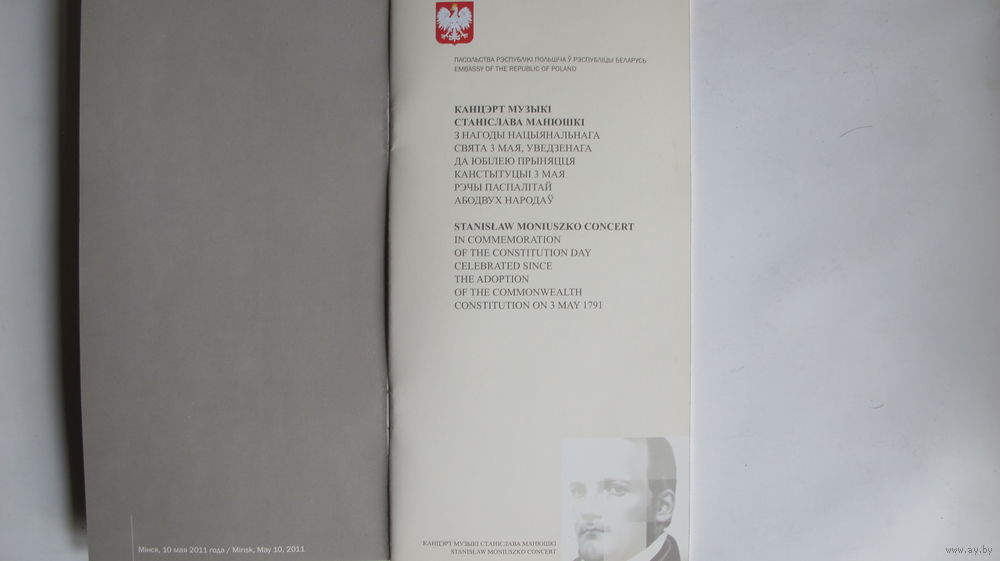 ПАСОЛЬСТВА РЭСПУБЛІКІ ПОЛЬШЧА Ў РЭСПУБЛІЦЫ БЕЛАРУСЬ
EMBASSY OF THE REPUBLIC OF POLAND
КАНЦЭРТ МУЗЫКІ
СТАНІСЛАВА МАНЮШКІ
З НАГОДЫ НАЦЫЯНАЛЬНАГА
СВЯТА 3 МАЯ, УВЕДЗЕНАГА
ДА ЮБІЛЕЮ ПРЫНЯЦЦЯ
КАНСТЫТУЦЫІ 3 МАЯ
РЭЧЫ ПАСПАЛІТАЙ
АБОДВУХ НАРОДАЎ
STANISŁAW MONIUSZKO CONCERT
IN COMMEMORATION
OF THE CONSTITUTION DAY
CELEBRATED SINCE
THE ADOPTION
OF THE COMMONWEALTH
CONSTITUTION ON 3 MAY 1791
КАНЦЭРТ МУЗЫКІ СТАНІСЛАВА МАНЮШКІ
STANISŁAW MONIUSZKO CONCERT
Мінск, 10 мая 2011 года / Minsk, May 10, 2011
www.ay.by